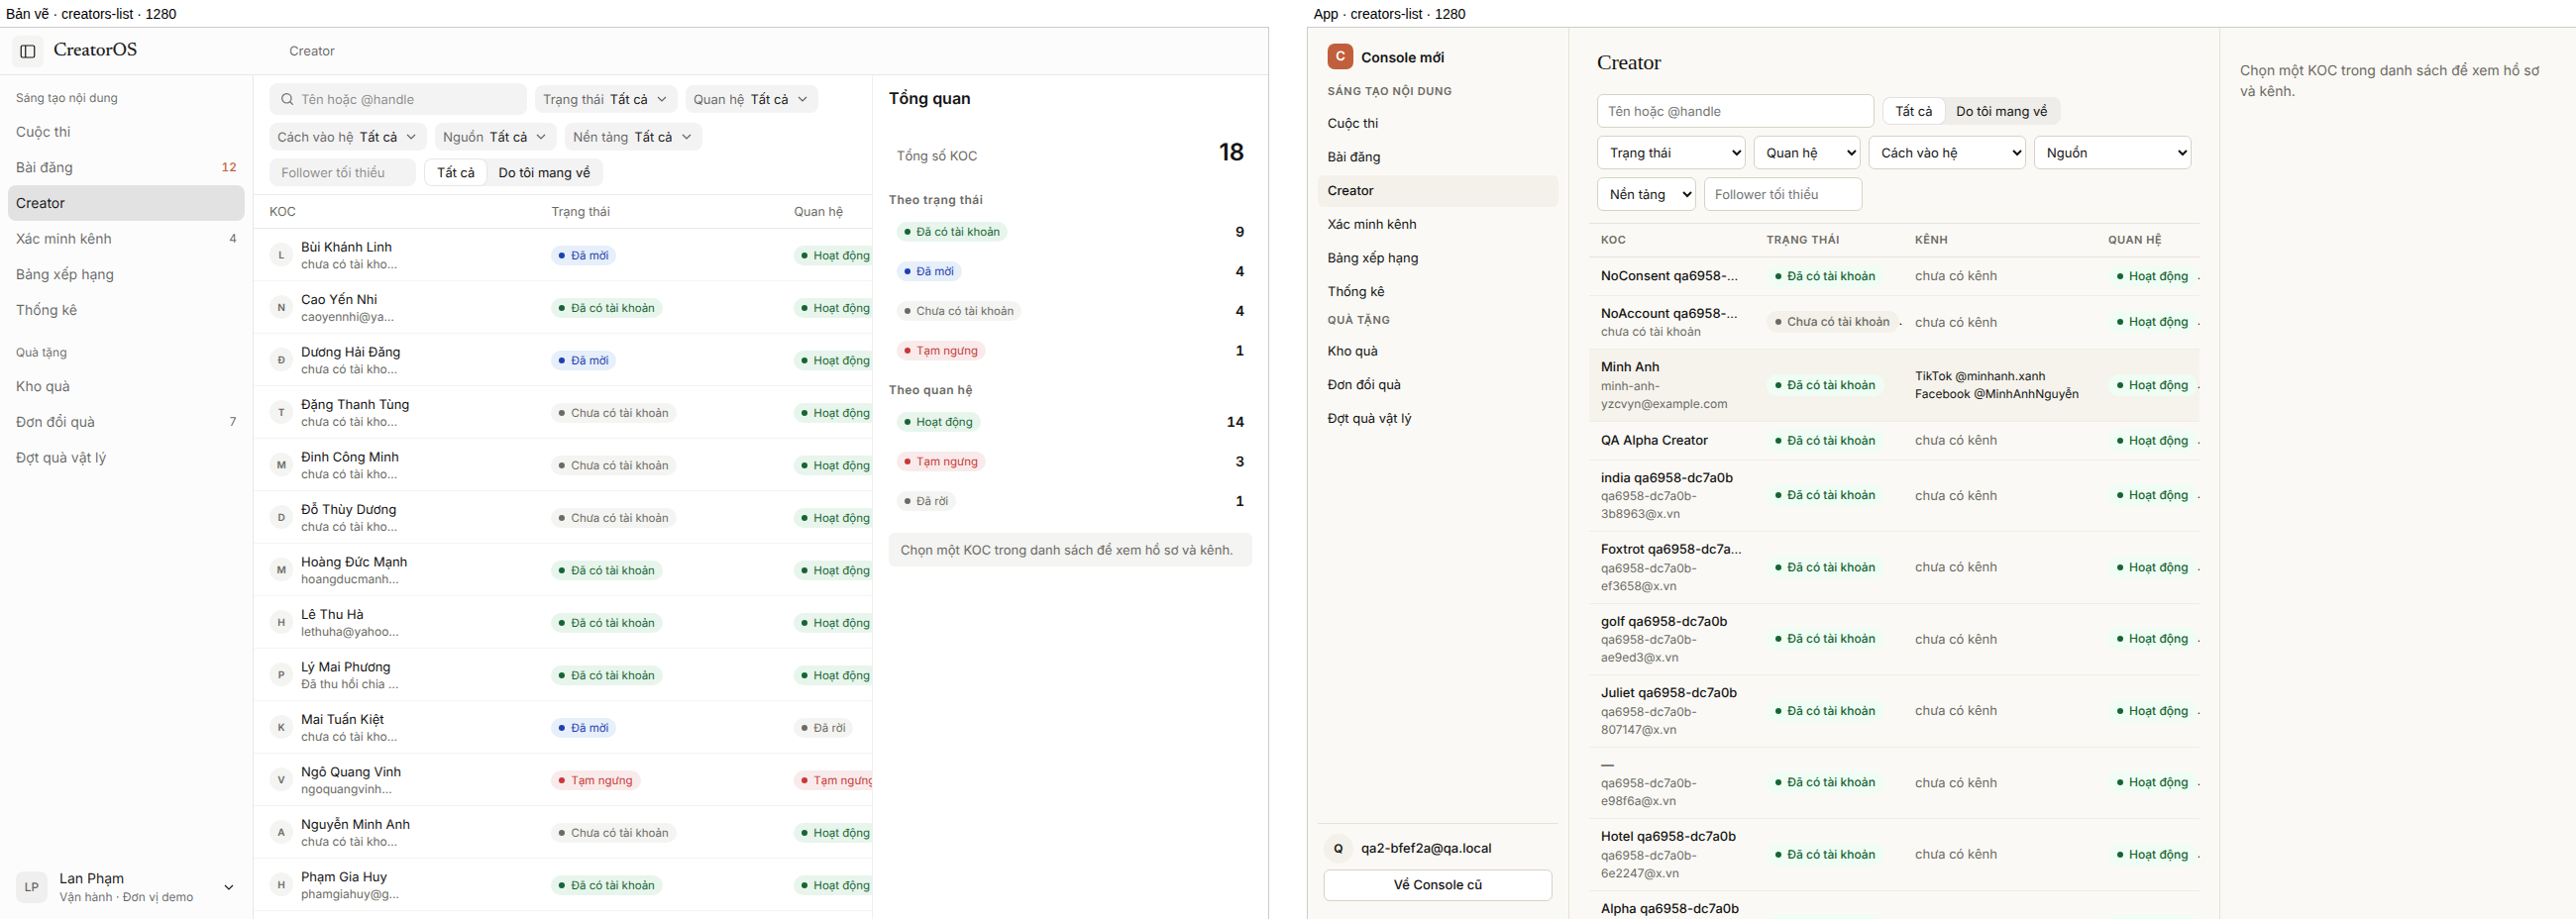 Bản vẽ · creators-list · 1280
CreatorOS
Creator
Sáng tạo nội dung
Cuộc thi
Bài đăng 12
Creator
Xác minh kênh 4
Bảng xếp hạng
Thống kê
Quà tặng
Kho quà
Đơn đổi quà 7
Đợt quà vật lý
LP
Lan Phạm
Vận hành · Đơn vị demo
Tên hoặc @handle Trạng thái Tất cả Quan hệ Tất cả
Cách vào hệ Tất cả Nguồn Tất cả Nền tảng Tất cả
Follower tối thiểu Tất cả Do tôi mang về
KOC Trạng thái Quan hệ
L Bùi Khánh Linh Đã mời Hoạt động
chưa có tài kho...
N Cao Yến Nhi Đã có tài khoản Hoạt động
caoyennhi@ya...
Đ Dương Hải Đăng Đã mời Hoạt động
chưa có tài kho...
T Đặng Thanh Tùng Chưa có tài khoản Hoạt động
chưa có tài kho...
M Đinh Công Minh Chưa có tài khoản Hoạt động
chưa có tài kho...
D Đỗ Thùy Dương Chưa có tài khoản Hoạt động
chưa có tài kho...
M Hoàng Đức Mạnh Đã có tài khoản Hoạt động
hoangducmanh...
H Lê Thu Hà Đã có tài khoản Hoạt động
lethuha@yahoo...
P Lý Mai Phương Đã có tài khoản Hoạt động
Đã thu hồi chia ...
K Mai Tuấn Kiệt Đã mời Đã rời
chưa có tài kho...
V Ngô Quang Vinh Tạm ngưng Tạm ngưng
ngoquangvinh...
A Nguyễn Minh Anh Chưa có tài khoản Hoạt động
chưa có tài kho...
H Phạm Gia Huy Đã có tài khoản Hoạt động
phamgiahuy@g...
Tổng quan
Tổng số KOC 18
Theo trạng thái
Đã có tài khoản 9
Đã mời 4
Chưa có tài khoản 4
Tạm ngưng 1
Theo quan hệ
Hoạt động 14
Tạm ngưng 3
Đã rời 1
Chọn một KOC trong danh sách để xem hồ sơ và kênh.
App · creators-list · 1280
C Console mới
SÁNG TẠO NỘI DUNG
Cuộc thi
Bài đăng
Creator
Xác minh kênh
Bảng xếp hạng
Thống kê
QUÀ TẶNG
Kho quà
Đơn đổi quà
Đợt quà vật lý
Q qa2-bfef2a@qa.local
Về Console cũ
Creator
Tên hoặc @handle Tất cả Do tôi mang về
Trạng thái Quan hệ Cách vào hệ Nguồn
Nền tảng Follower tối thiểu
KOC TRẠNG THÁI KÊNH QUAN HỆ
NoConsent qa6958-... Đã có tài khoản chưa có kênh Hoạt động .
NoAccount qa6958-... Chưa có tài khoản . chưa có kênh Hoạt động .
chưa có tài khoản
Minh Anh Đã có tài khoản TikTok @minhanh.xanh Hoạt động .
minh-anh- Facebook @MinhAnhNguyễn
yzcvyn@example.com
QA Alpha Creator Đã có tài khoản chưa có kênh Hoạt động .
india qa6958-dc7a0b Đã có tài khoản chưa có kênh Hoạt động .
qa6958-dc7a0b-
3b8963@x.vn
Foxtrot qa6958-dc7a... Đã có tài khoản chưa có kênh Hoạt động .
qa6958-dc7a0b-
ef3658@x.vn
golf qa6958-dc7a0b Đã có tài khoản chưa có kênh Hoạt động .
qa6958-dc7a0b-
ae9ed3@x.vn
Juliet qa6958-dc7a0b Đã có tài khoản chưa có kênh Hoạt động .
qa6958-dc7a0b-
807147@x.vn
— Đã có tài khoản chưa có kênh Hoạt động .
qa6958-dc7a0b-
e98f6a@x.vn
Hotel qa6958-dc7a0b Đã có tài khoản chưa có kênh Hoạt động .
qa6958-dc7a0b-
6e2247@x.vn
Alpha qa6958-dc7a0b
Chọn một KOC trong danh sách để xem hồ sơ
và kênh.